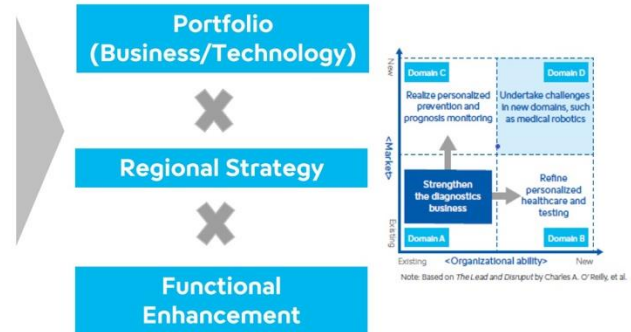 Portfolio
(Business/Technology)
Regional Strategy
Functional
Enhancement
New
Domain C
Domain D
Realize personalized
prevention and
prognosis monitoring
Undertake challenges
in new domains, such
as medical robotics
<Market>
Strengthen
the diagnostics
business
Refine
personalized
healthcare and
testing
Existing
Domain A
Domain B
Existing
<Organizational ability>
New
Note: Based on The Lead and Disruput by Charles A. O'Reilly, et al.